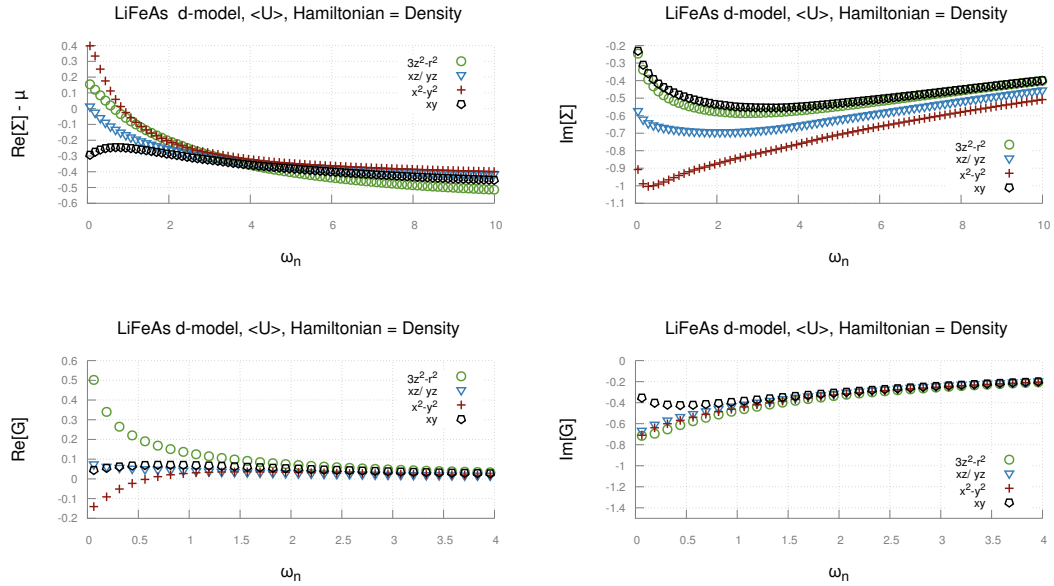 LiFeAs d-model, <U>, Hamiltonian = Density
Re[Σ] - μ
0.4
0.3
0.2
0.1
0
-0.1
-0.2
-0.3
-0.4
-0.5
-0.6
3z²-r²
xz/ yz
x²-y²
xy
0 2 4 6 8 10
ωn
LiFeAs d-model, <U>, Hamiltonian = Density
Im[Σ]
-0.2
-0.3
-0.4
-0.5
-0.6
-0.7
-0.8
-0.9
-1
-1.1
3z²-r²
xz/ yz
x²-y²
xy
0 2 4 6 8 10
ωn
LiFeAs d-model, <U>, Hamiltonian = Density
Re[G]
0.6
0.5
0.4
0.3
0.2
0.1
0
-0.1
-0.2
3z²-r²
xz/ yz
x²-y²
xy
0 0.5 1 1.5 2 2.5 3 3.5 4
ωn
LiFeAs d-model, <U>, Hamiltonian = Density
Im[G]
0
-0.2
-0.4
-0.6
-0.8
-1
-1.2
-1.4
3z²-r²
xz/ yz
x²-y²
xy
0 0.5 1 1.5 2 2.5 3 3.5 4
ωn